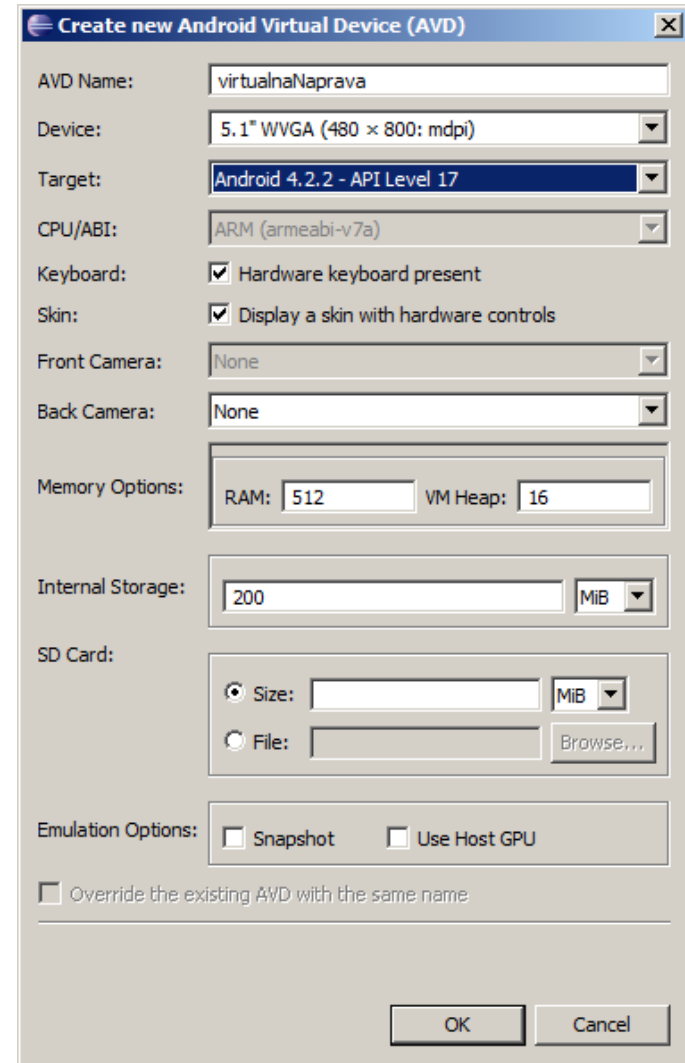 Create new Android Virtual Device (AVD)
AVD Name: virtualnaNaprava
Device: 5.1" WVGA (480 × 800: mdpi)
Target: Android 4.2.2 - API Level 17
CPU/ABI: ARM (armeabi-v7a)
Keyboard: Hardware keyboard present
Skin: Display a skin with hardware controls
Front Camera: None
Back Camera: None
Memory Options: RAM: 512 VM Heap: 16
Internal Storage: 200 MiB
SD Card:
Size: MiB
File: Browse...
Emulation Options: Snapshot Use Host GPU
Override the existing AVD with the same name
OK Cancel